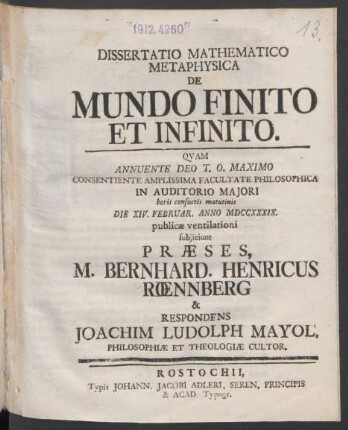 "1912.4260"
13.
DISSERTATIO MATHEMATICO
METAPHYSICA
DE
MUNDO FINITO
ET INFINITO.
QVAM
ANNUENTE DEO T. O. MAXIMO
CONSENTIENTE AMPLISSIMA FACULTATE PHILOSOPHICA
IN AUDITORIO MAJORI
horis consuetis matutinis
DIE XIV. FEBRUAR. ANNO MDCCXXXIX.
publicæ ventilationi
subjiciunt
PRÆSES,
M. BERNHARD. HENRICUS
RŒNNBERG
&
RESPONDENS
JOACHIM LUDOLPH MAYOL,
PHILOSOPHIÆ ET THEOLOGIÆ CULTOR.
ROSTOCHII,
Typis JOHANN. JACOBI ADLERI, SEREN. PRINCIPIS
& ACAD. Typogr.